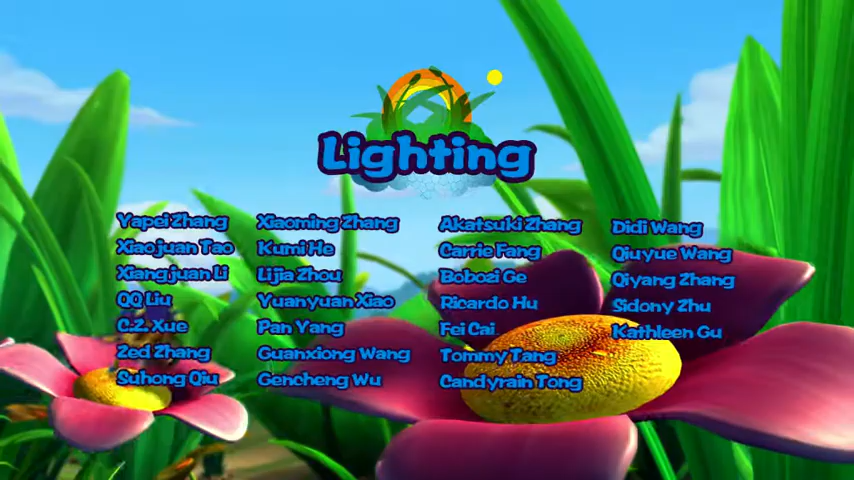 Lighting
Yapei Zhang
Xiaojuan Tao
Xiangjuan Li
QQ Liu
C.Z. Xue
Zed Zhang
Suhong Qiu
Xiaoming Zhang
Kumi He
Lijia Zhou
Yuanyuan Xiao
Pan Yang
Guanxiong Wang
Gencheng Wu
Akatsuki Zhang
Carrie Fang
Bobozi Ge
Ricardo Hu
Fei Cai
Tommy Tang
Candyrain Tong
Didi Wang
Qiuyue Wang
Qiyang Zhang
Sidony Zhu
Kathleen Gu